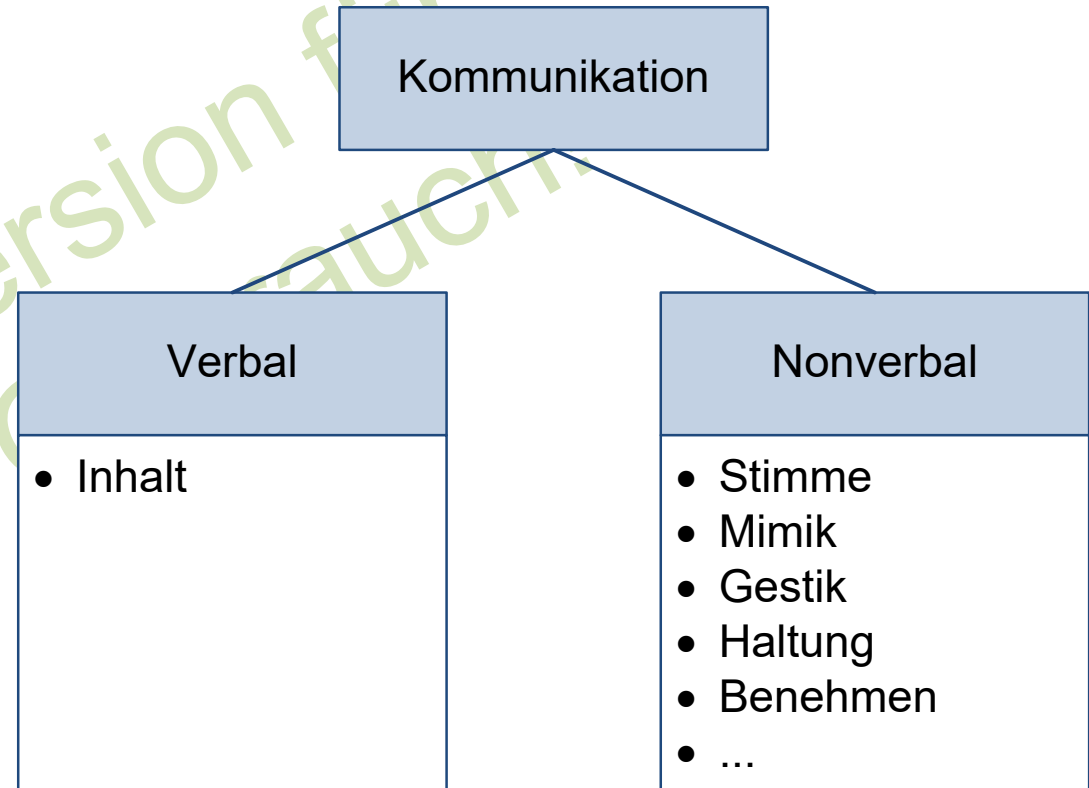 Kommunikation
Verbal
• Inhalt
Nonverbal
• Stimme
• Mimik
• Gestik
• Haltung
• Benehmen
• ...